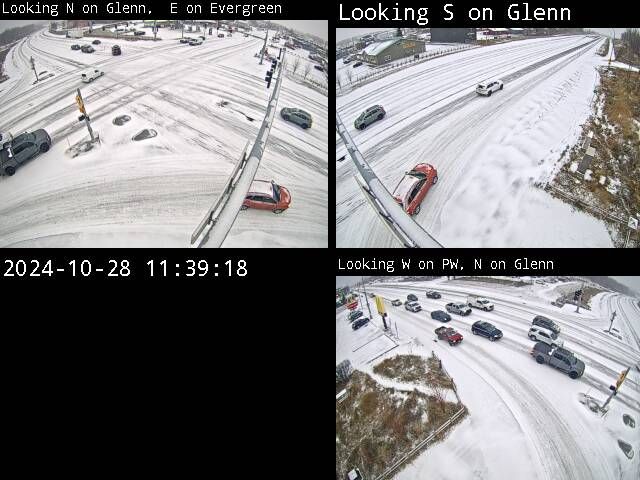 Looking N on Glenn,  E on Evergreen
Looking S on Glenn
2024-10-28 11:39:18
Looking W on PW, N on Glenn